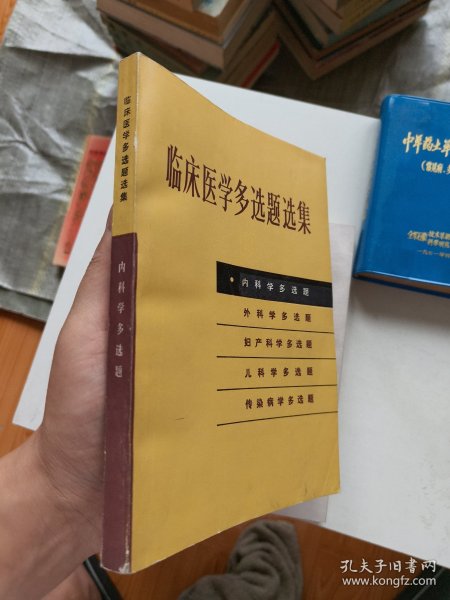 临床医学多选题选集
内科学多选题
临床医学多选题选集
·内科学多选题
外科学多选题
妇产科学多选题
儿科学多选题
传染病学多选题
孔夫子旧书网
www.kongfz.com